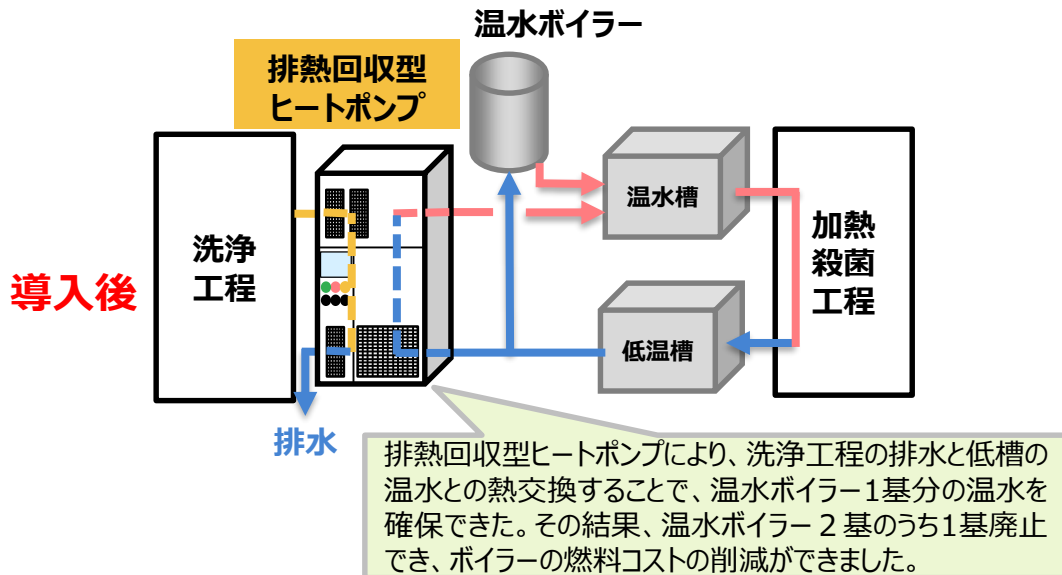 温水ボイラー
排熱回収型
ヒートポンプ
洗浄
工程
温水槽
加熱
殺菌
工程
導入後
低温槽
排水
排熱回収型ヒートポンプにより、洗浄工程の排水と低槽の
温水との熱交換することで、温水ボイラー1基分の温水を
確保できた。その結果、温水ボイラー２基のうち1基廃止
でき、ボイラーの燃料コストの削減ができました。